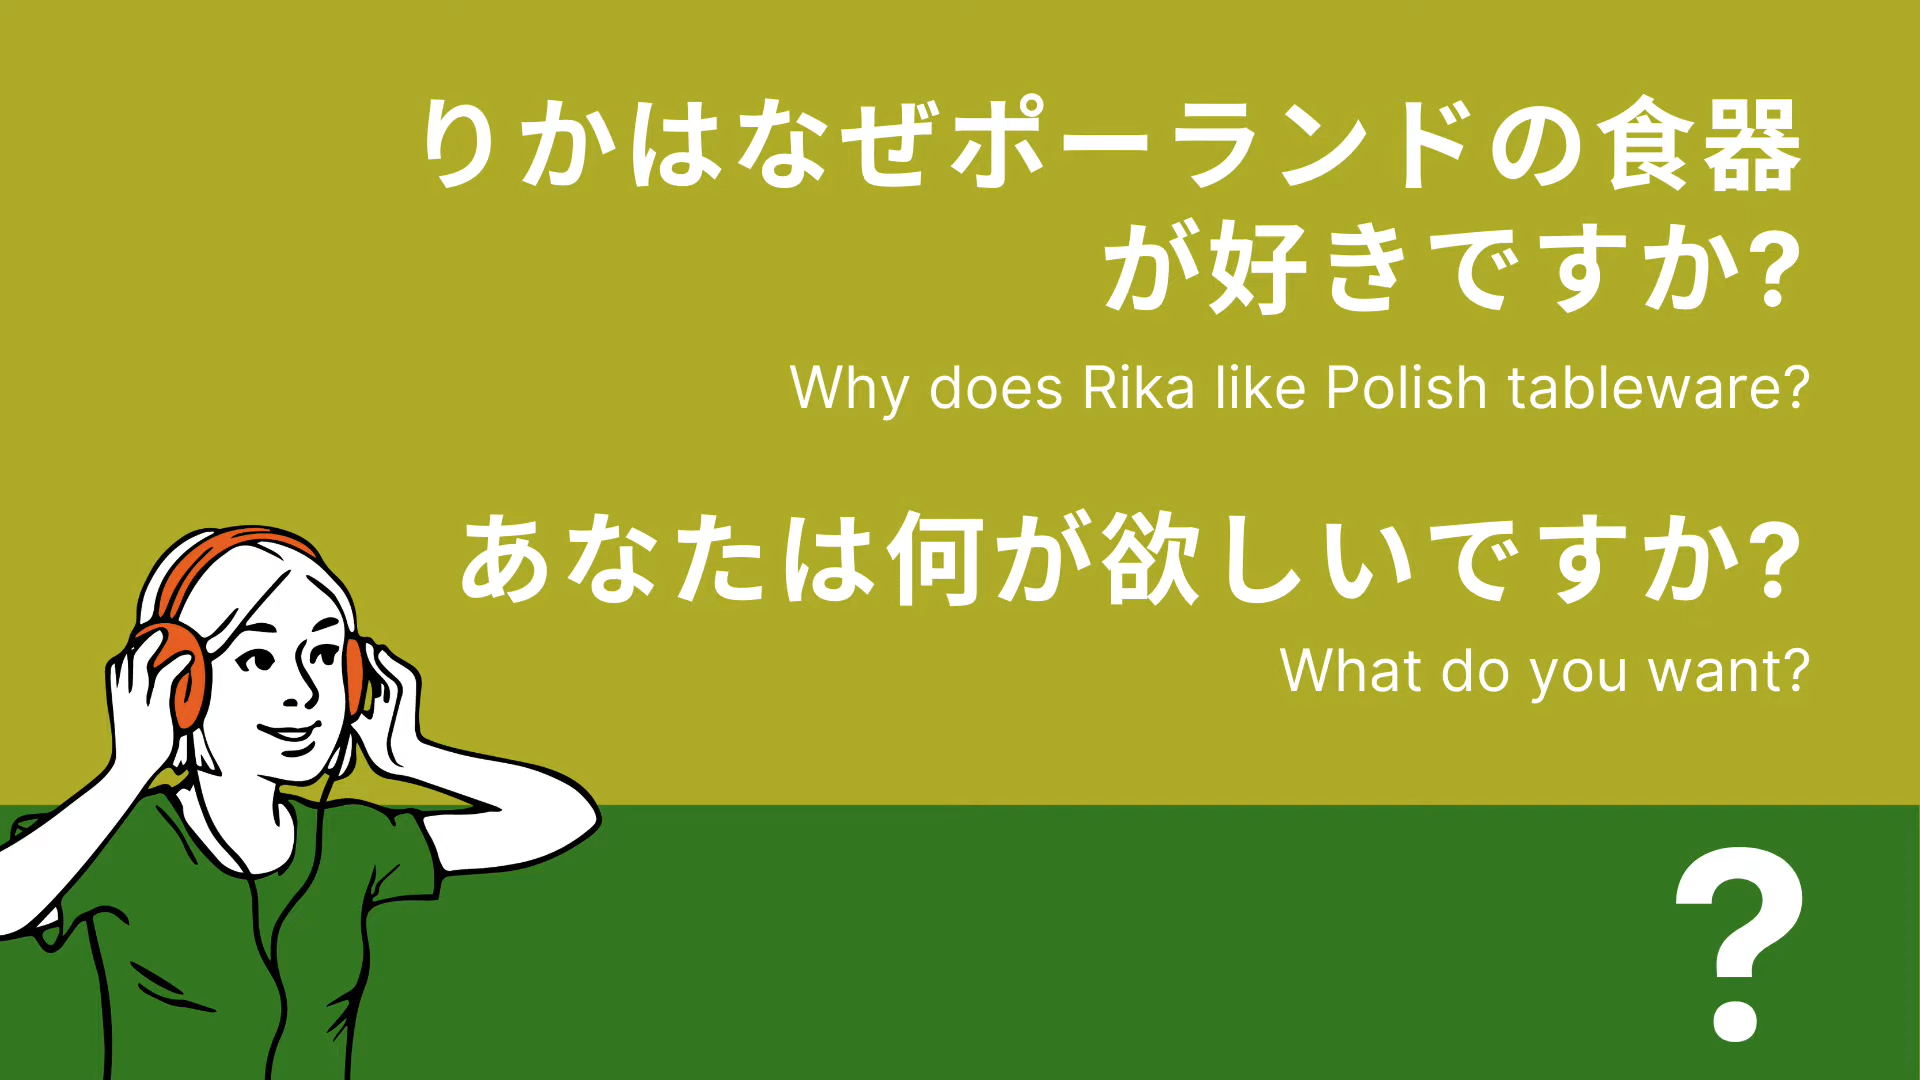 りかはなぜポーランドの食器
が好きですか?
Why does Rika like Polish tableware?
あなたは何が欲しいですか?
What do you want?
?